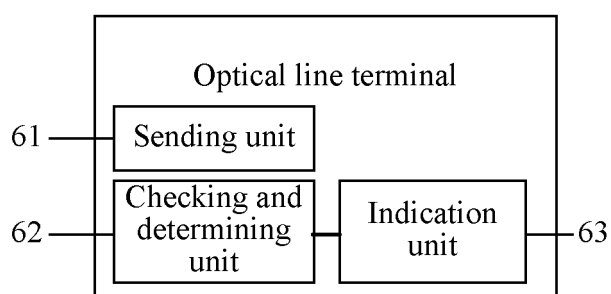 Optical line terminal
61
Sending unit
62
Checking and
determining
unit
Indication
unit
63